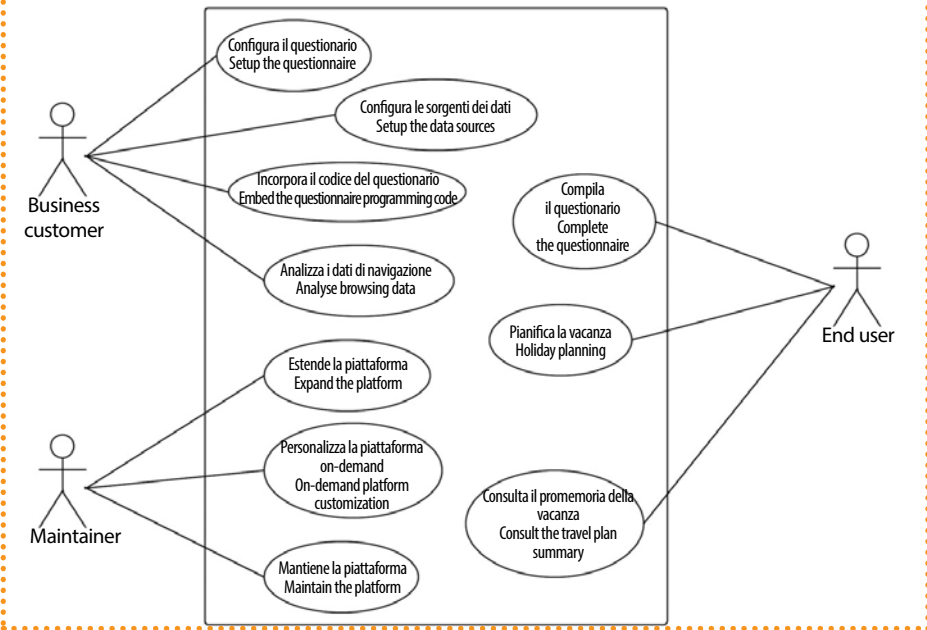 Configura il questionario
Setup the questionnaire
Configura le sorgenti dei dati
Setup the data sources
Incorpora il codice del questionario
Embed the questionnaire programming code
Analizza i dati di navigazione
Analyse browsing data
Business
customer
Estende la piattaforma
Expand the platform
Personalizza la piattaforma
on-demand
On-demand platform
customization
Mantiene la piattaforma
Maintain the platform
Maintainer
Compila
il questionario
Complete
the questionnaire
Pianifica la vacanza
Holiday planning
Consulta il promemoria della
vacanza
Consult the travel plan
summary
End user